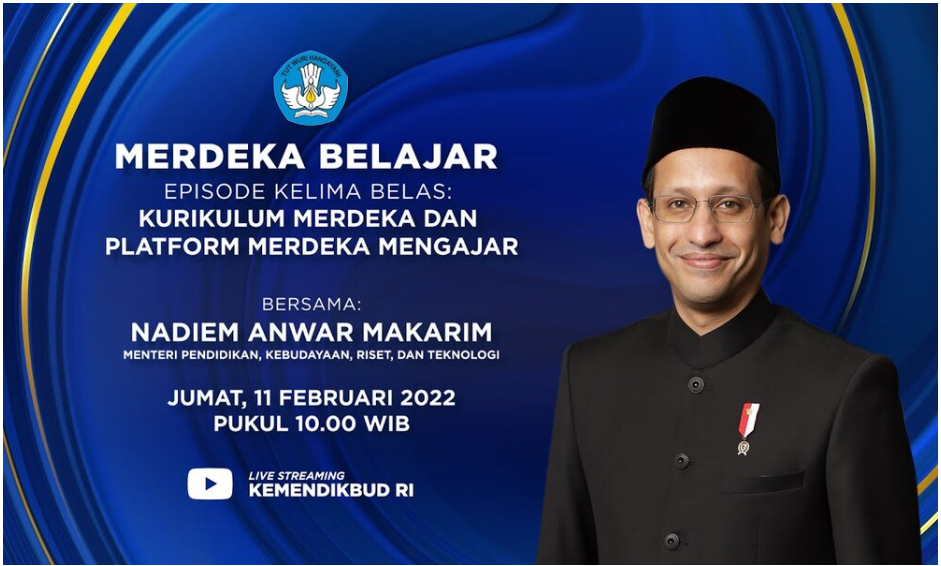 TUT WURI HANDAYANI
MERDEKA BELAJAR
EPISODE KELIMA BELAS:
KURIKULUM MERDEKA DAN
PLATFORM MERDEKA MENGAJAR
BERSAMA:
NADIEM ANWAR MAKARIM
MENTERI PENDIDIKAN, KEBUDAYAAN, RISET, DAN TEKNOLOGI
JUMAT, 11 FEBRUARI 2022
PUKUL 10.00 WIB
LIVE STREAMING
KEMENDIKBUD RI